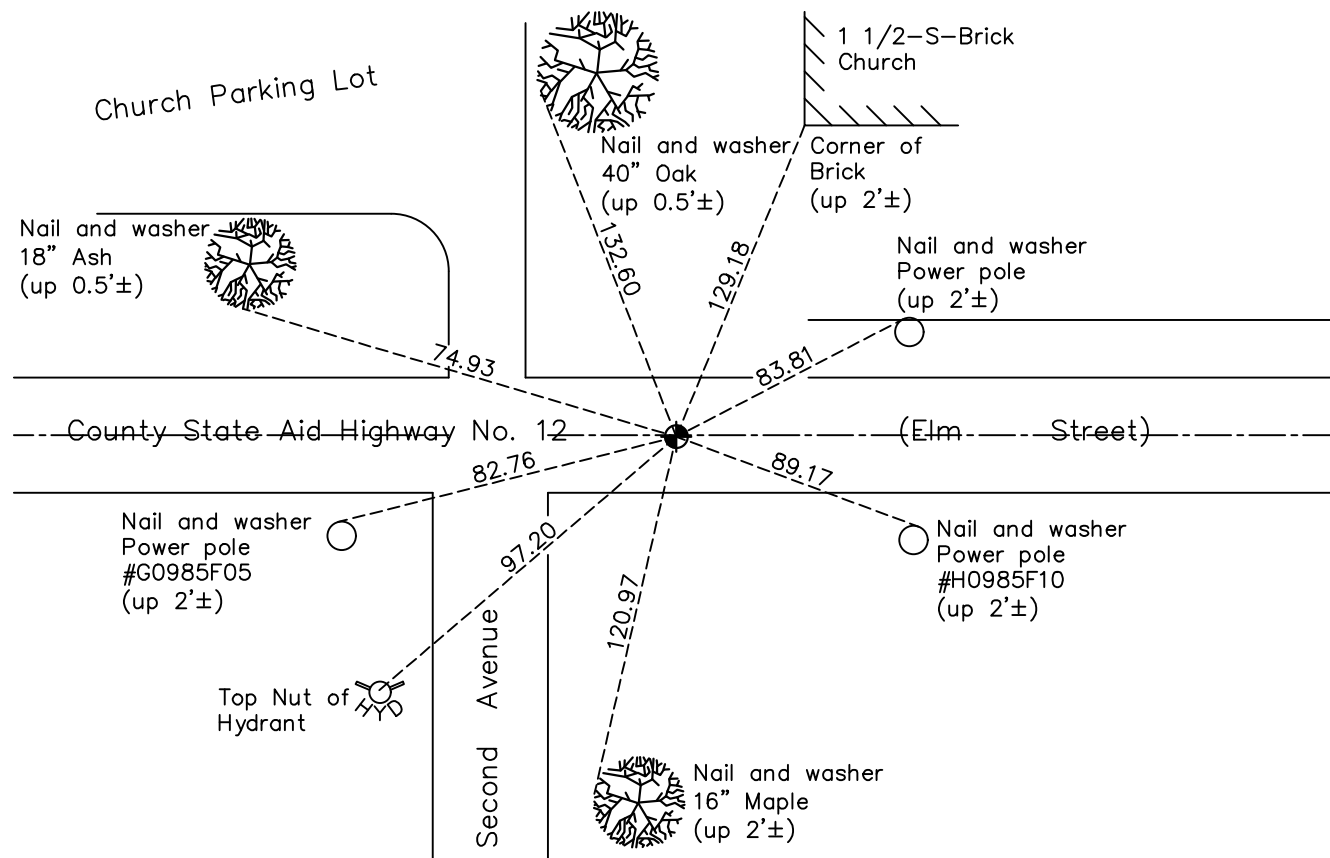 1 1/2-S-Brick
Church
Church Parking Lot
Nail and washer
40" Oak
(up 0.5'±)
Corner of
Brick
(up 2'±)
Nail and washer
18" Ash
(up 0.5'±)
132.60
129.18
Nail and washer
Power pole
(up 2'±)
74.93
83.81
County State Aid Highway No. 12
(Elm Street)
82.76
89.17
Nail and washer
Power pole
#G0985F05
(up 2'±)
97.20
Nail and washer
Power pole
#H0985F10
(up 2'±)
120.97
Top Nut of
Hydrant
HYD
Second Avenue
Nail and washer
16" Maple
(up 2'±)